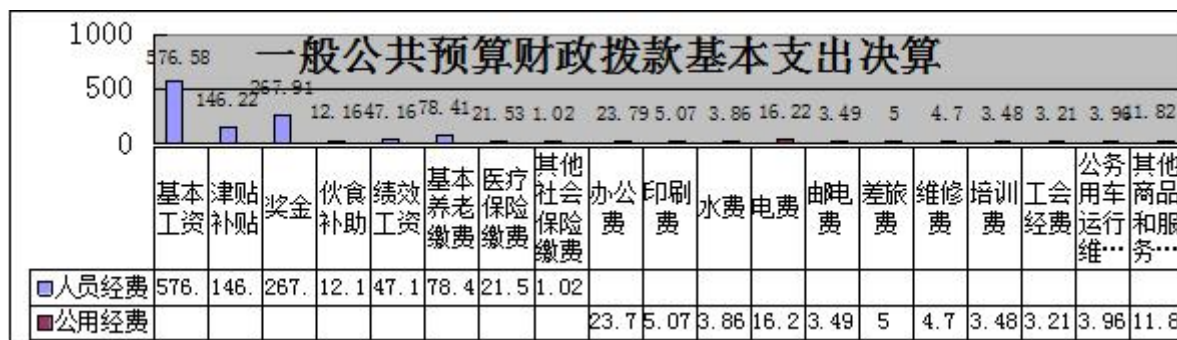 一般公共预算财政拨款基本支出决算
1000
500
0
576.58 146.22 267.91 12.16 47.16 78.41 21.53 1.02 23.79 5.07 3.86 16.22 3.49 5 4.7 3.48 3.21 3.96 11.82
基本工资 津贴补贴 奖金 伙食补助 绩效工资 基本养老缴费 医疗保险缴费 其他社会保险缴费 办公费 印刷费 水费 电费 邮电费 差旅费 维修费 培训费 工会经费 公务用车运行维… 其他商品和服务…
人员经费 576. 146. 267. 12.1 47.1 78.4 21.5 1.02
公用经费 23.7 5.07 3.86 16.2 3.49 5 4.7 3.48 3.21 3.96 11.8